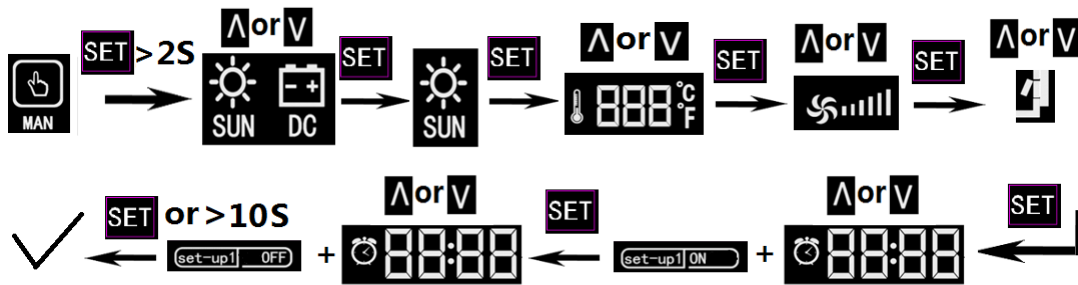 SET >2S Λ or V SET SET Λ or V SET Λ or V SET Λ or V
MAN SUN DC SUN 888 °C °F
SET or >10S Λ or V SET Λ or V SET
set-up1 OFF + 88:88 set-up1 ON + 88:88